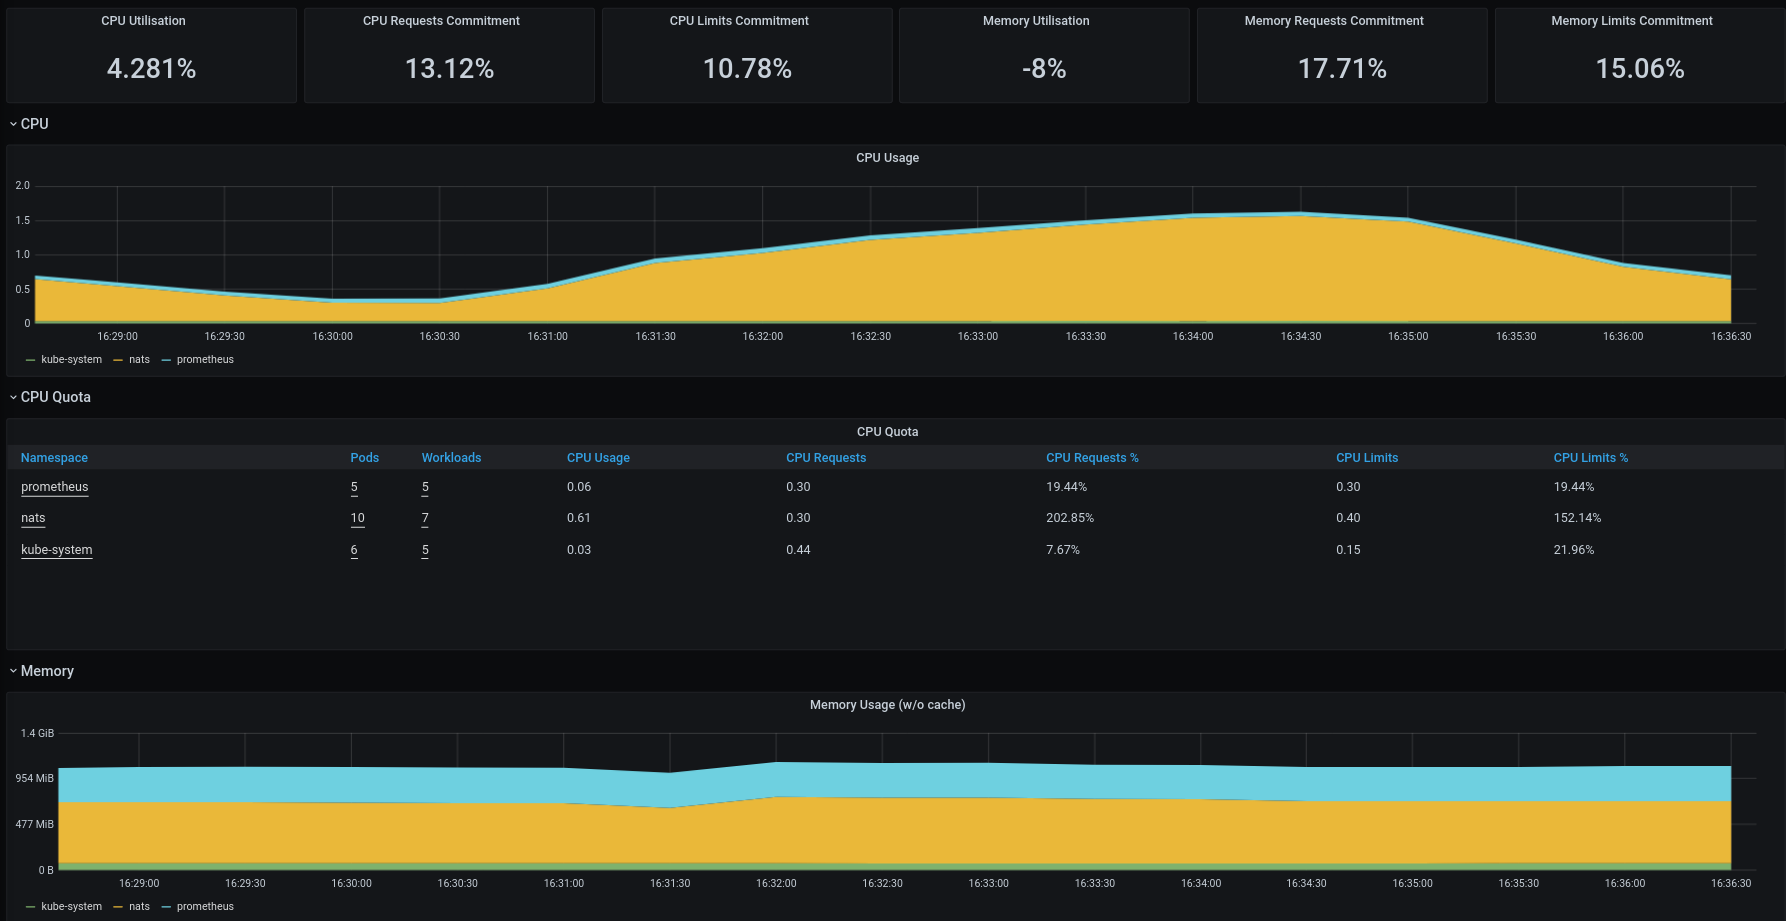 CPU Utilisation CPU Requests Commitment CPU Limits Commitment Memory Utilisation Memory Requests Commitment Memory Limits Commitment
4.281% 13.12% 10.78% -8% 17.71% 15.06%
CPU
CPU Usage
2.0
1.5
1.0
0.5
0
16:29:00 16:29:30 16:30:00 16:30:30 16:31:00 16:31:30 16:32:00 16:32:30 16:33:00 16:33:30 16:34:00 16:34:30 16:35:00 16:35:30 16:36:00 16:36:30
kube-system nats prometheus
CPU Quota
CPU Quota
Namespace Pods Workloads CPU Usage CPU Requests CPU Requests % CPU Limits CPU Limits %
prometheus 5 5 0.06 0.30 19.44% 0.30 19.44%
nats 10 7 0.61 0.30 202.85% 0.40 152.14%
kube-system 6 5 0.03 0.44 7.67% 0.15 21.96%
Memory
Memory Usage (w/o cache)
1.4 GiB
954 MiB
477 MiB
0 B
16:29:00 16:29:30 16:30:00 16:30:30 16:31:00 16:31:30 16:32:00 16:32:30 16:33:00 16:33:30 16:34:00 16:34:30 16:35:00 16:35:30 16:36:00 16:36:30
kube-system nats prometheus